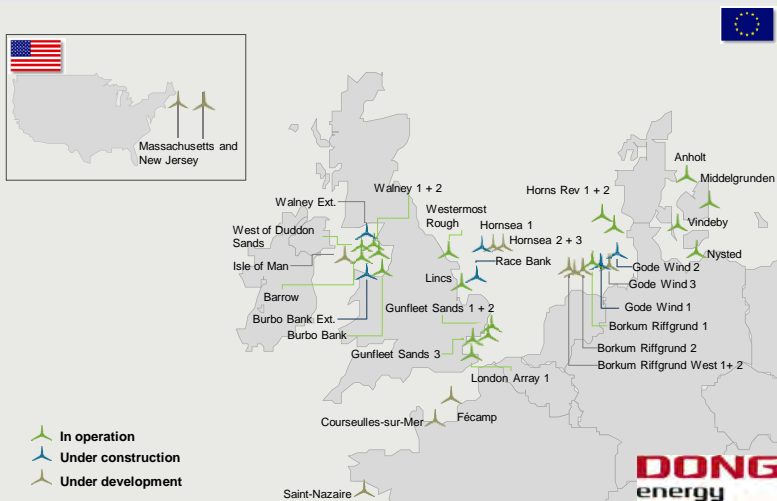 Massachusetts and
New Jersey
Anholt
Middelgrunden
Horns Rev 1 + 2
Walney 1 + 2
Walney Ext.
Westermost
Rough
Hornsea 1
Vindeby
West of Duddon
Sands
Hornsea 2 + 3
Nysted
Race Bank
Isle of Man
Gode Wind 2
Lincs
Gode Wind 3
Barrow
Gode Wind 1
Gunfleet Sands 1 + 2
Burbo Bank Ext.
Borkum Riffgrund 1
Burbo Bank
Borkum Riffgrund 2
Gunfleet Sands 3
Borkum Riffgrund West 1+ 2
London Array 1
Fécamp
Courseulles-sur-Mer
In operation
Under construction
Under development
Saint-Nazaire
DONG
energy